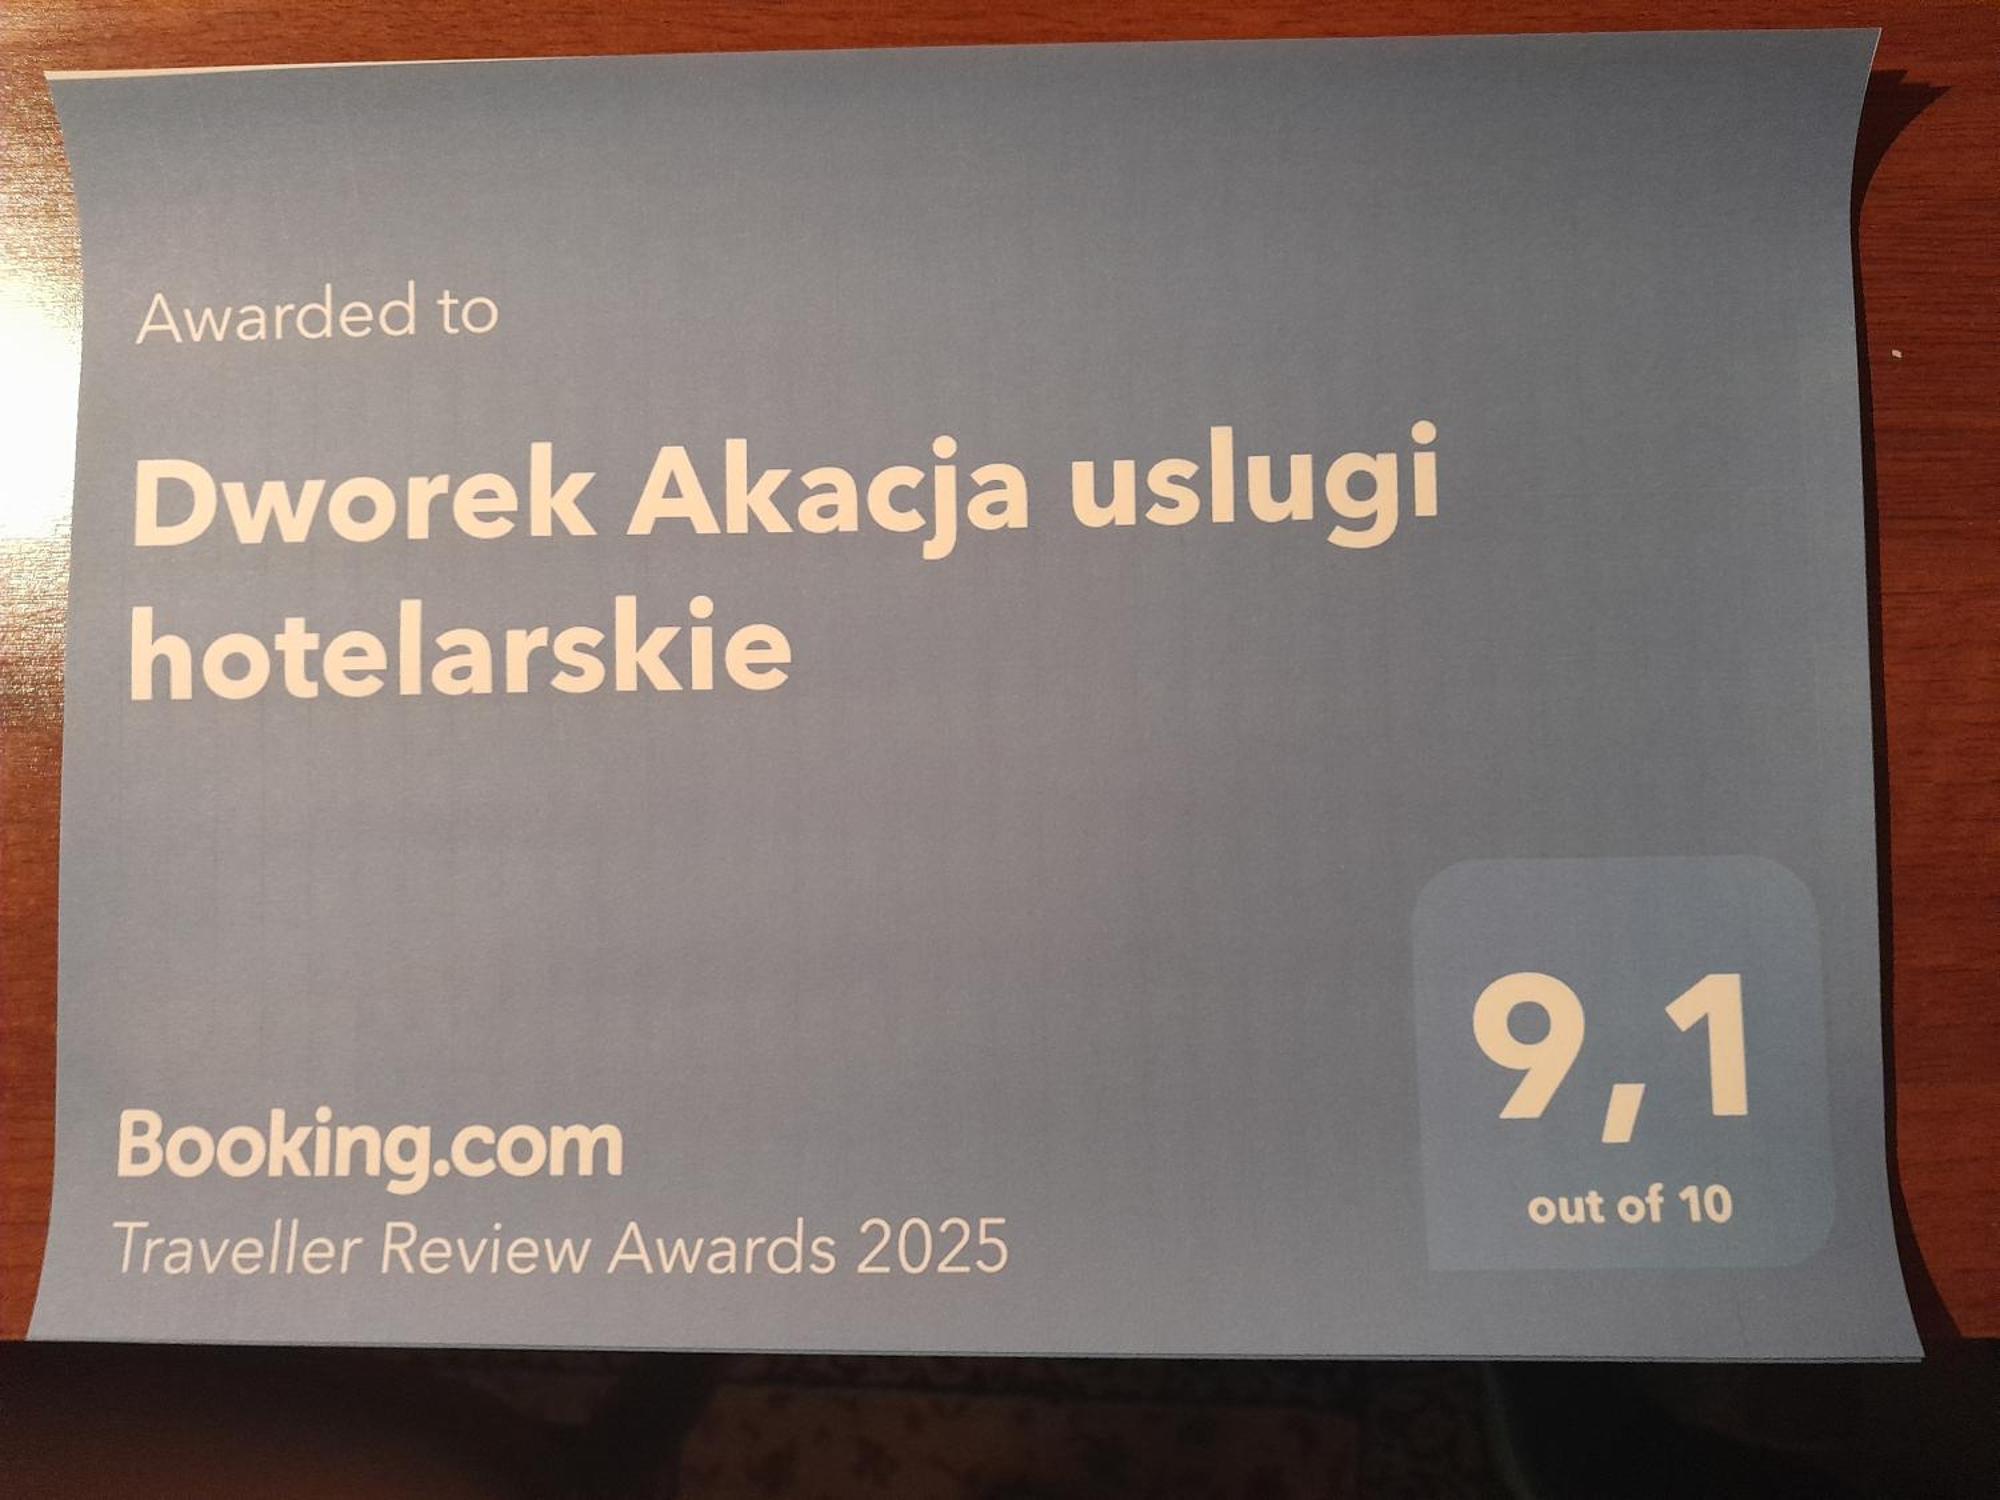 Awarded to
Dworek Akacja uslugi
hotelarskie
9,1
out of 10
Booking.com
Traveller Review Awards 2025